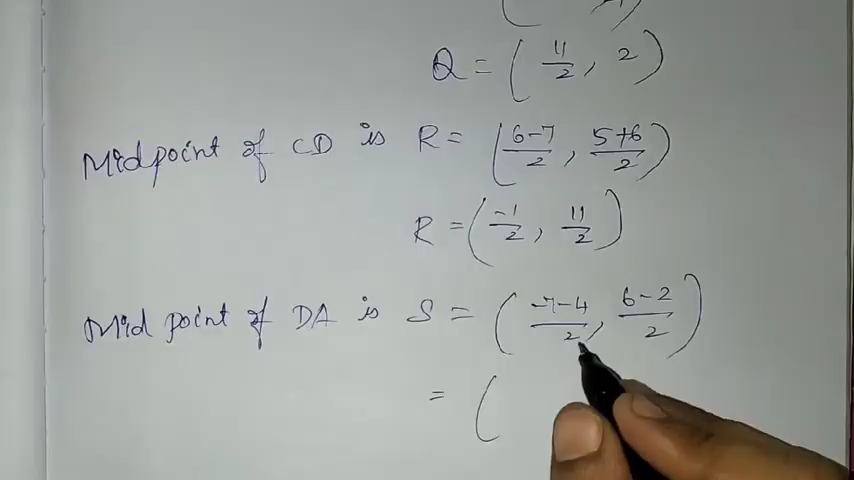 Q = ( 11/2 , 2 )
Midpoint of CD is R = ( 6-7/2 , 5+6/2 )
R = ( -1/2 , 11/2 )
Mid point of DA is S = ( -7-4/2 , 6-2/2 )
= (